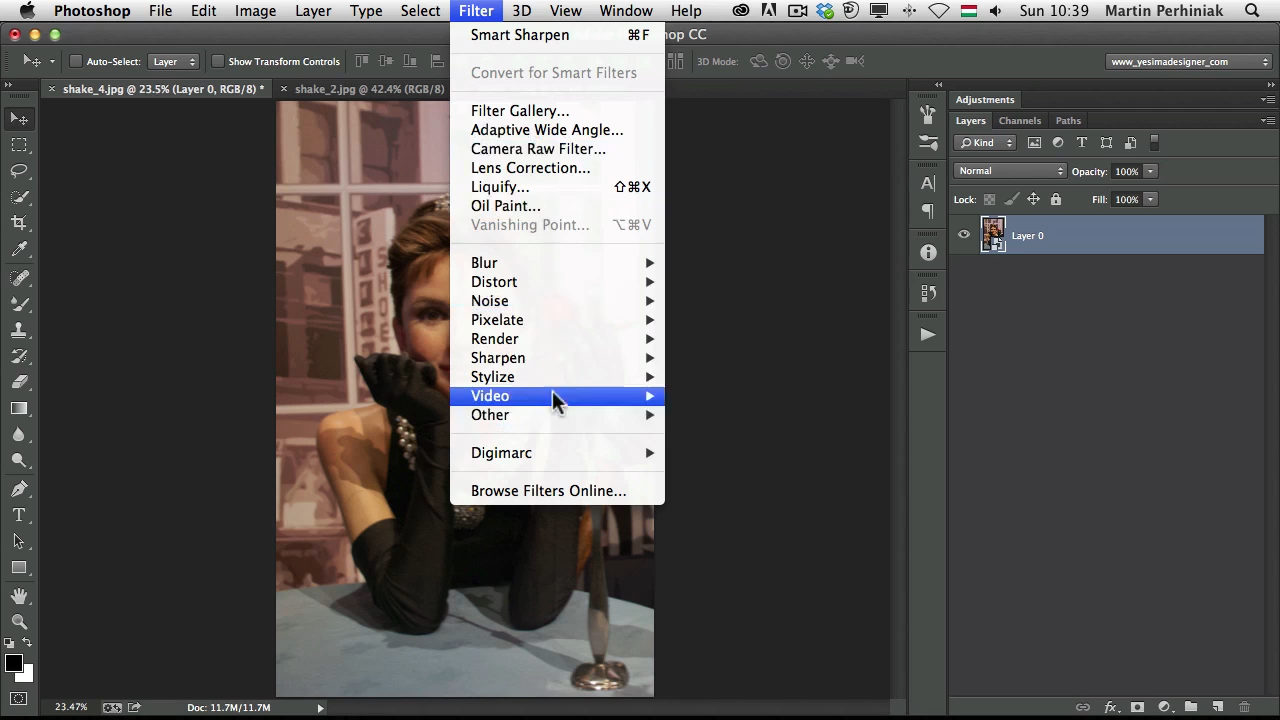 Photoshop File Edit Image Layer Type Select Filter 3D View Window Help Sun 10:39 Martin Perhiniak
shop CC
Auto-Select: Layer Show Transform Controls 3D Mode: www_yesimadesigner_com
shake_4.jpg @ 23.5% (Layer 0, RGB/8) * shake_2.jpg @ 42.4% (RGB/8)
Smart Sharpen ⌘F
Convert for Smart Filters
Filter Gallery...
Adaptive Wide Angle...
Camera Raw Filter...
Lens Correction...
Liquify... ⇧⌘X
Oil Paint...
Vanishing Point... ⌥⌘V
Blur
Distort
Noise
Pixelate
Render
Sharpen
Stylize
Video
Other
Digimarc
Browse Filters Online...
Adjustments
Layers Channels Paths
Kind
Normal Opacity: 100%
Lock: Fill: 100%
Layer 0
SHOE
23.47% Doc: 11.7M/11.7M